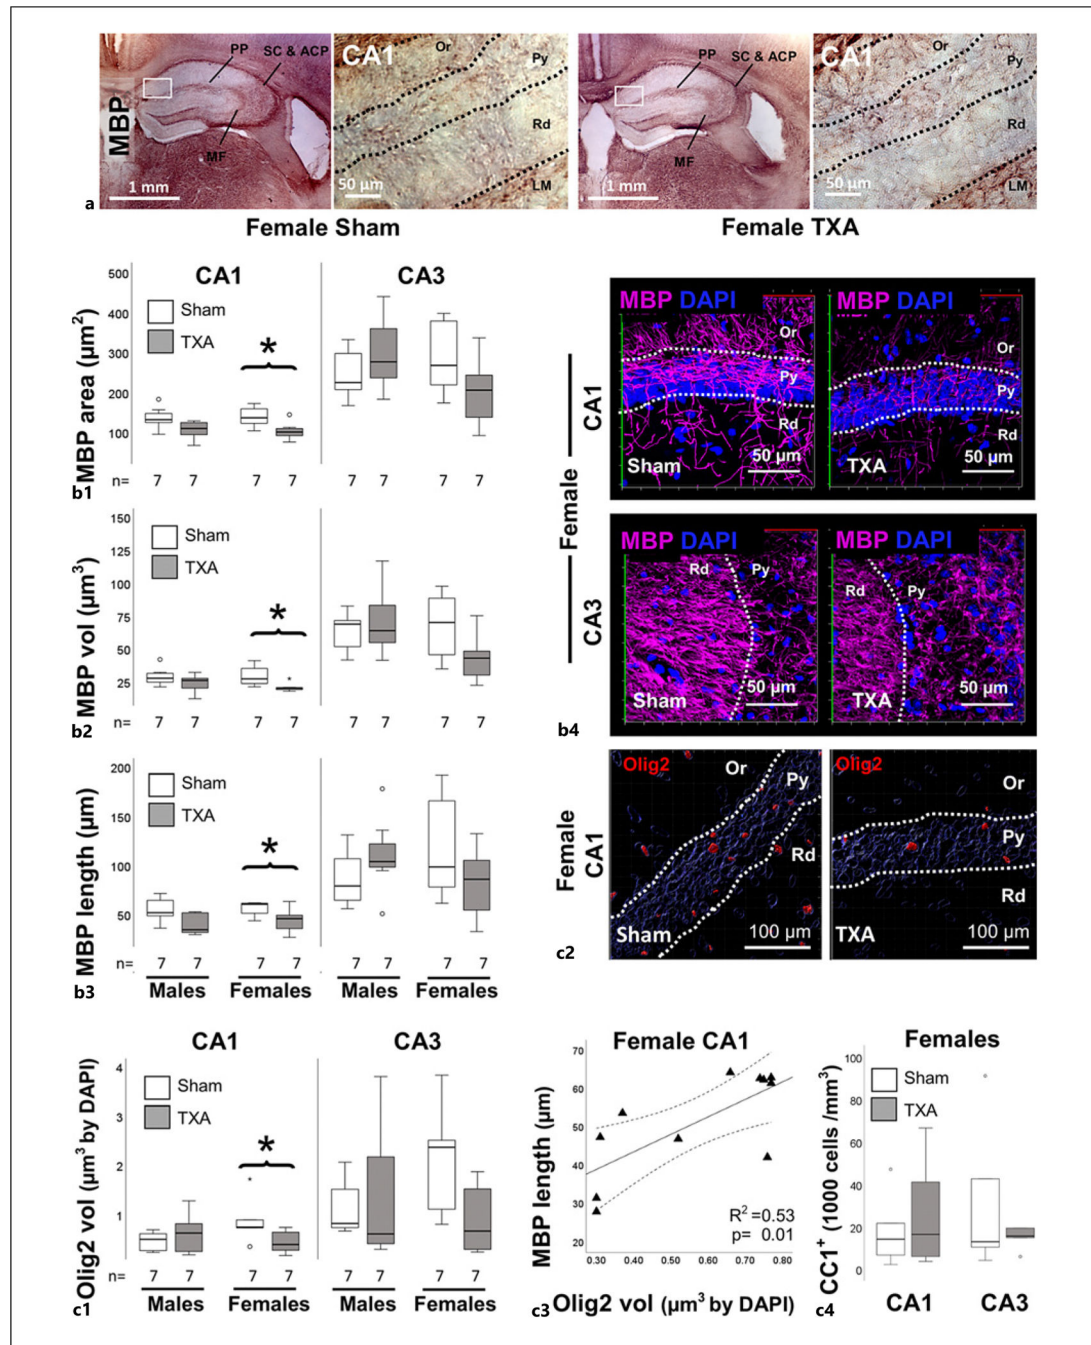 PP SC & ACP
MBP
MF
1 mm
CA1 Or
Py
Rd
LM
50 µm
PP SC & ACP
MF
1 mm
CA1 Or
Py
Rd
LM
50 µm
a
Female Sham
Female TXA
CA1 CA3
MBP area (µm²)
500
400
300
200
100
Sham
TXA
*
n= 7 7 7 7 7 7 7 7
b1
MBP vol (µm³)
150
125
100
75
50
25
Sham
TXA
*
n= 7 7 7 7 7 7 7 7
b2
MBP length (µm)
200
150
100
50
Sham
TXA
*
n= 7 7 7 7 7 7 7 7
Males Females Males Females
b3
Female
CA1
MBP DAPI
Or
Py
Rd
Sham
50 µm
MBP DAPI
Or
Py
Rd
TXA
50 µm
CA3
MBP DAPI
Rd Py
Sham
50 µm
MBP DAPI
Rd Py
TXA
50 µm
b4
Female
CA1
Olig2
Or
Py
Rd
Sham
100 µm
Olig2
Or
Py
Rd
TXA
100 µm
c2
CA1 CA3
Olig2 vol (µm³ by DAPI)
4
3
2
1
Sham
TXA
*
n= 7 7 7 7 7 7 7 7
Males Females Males Females
c1
Female CA1
MBP length (µm)
70
60
50
40
30
20
R² =0.53
p= 0.01
0.30 0.40 0.50 0.60 0.70 0.80
c3 Olig2 vol (µm³ by DAPI)
Females
CC1⁺ (1000 cells /mm³)
100
80
60
40
20
0
Sham
TXA
CA1 CA3
c4